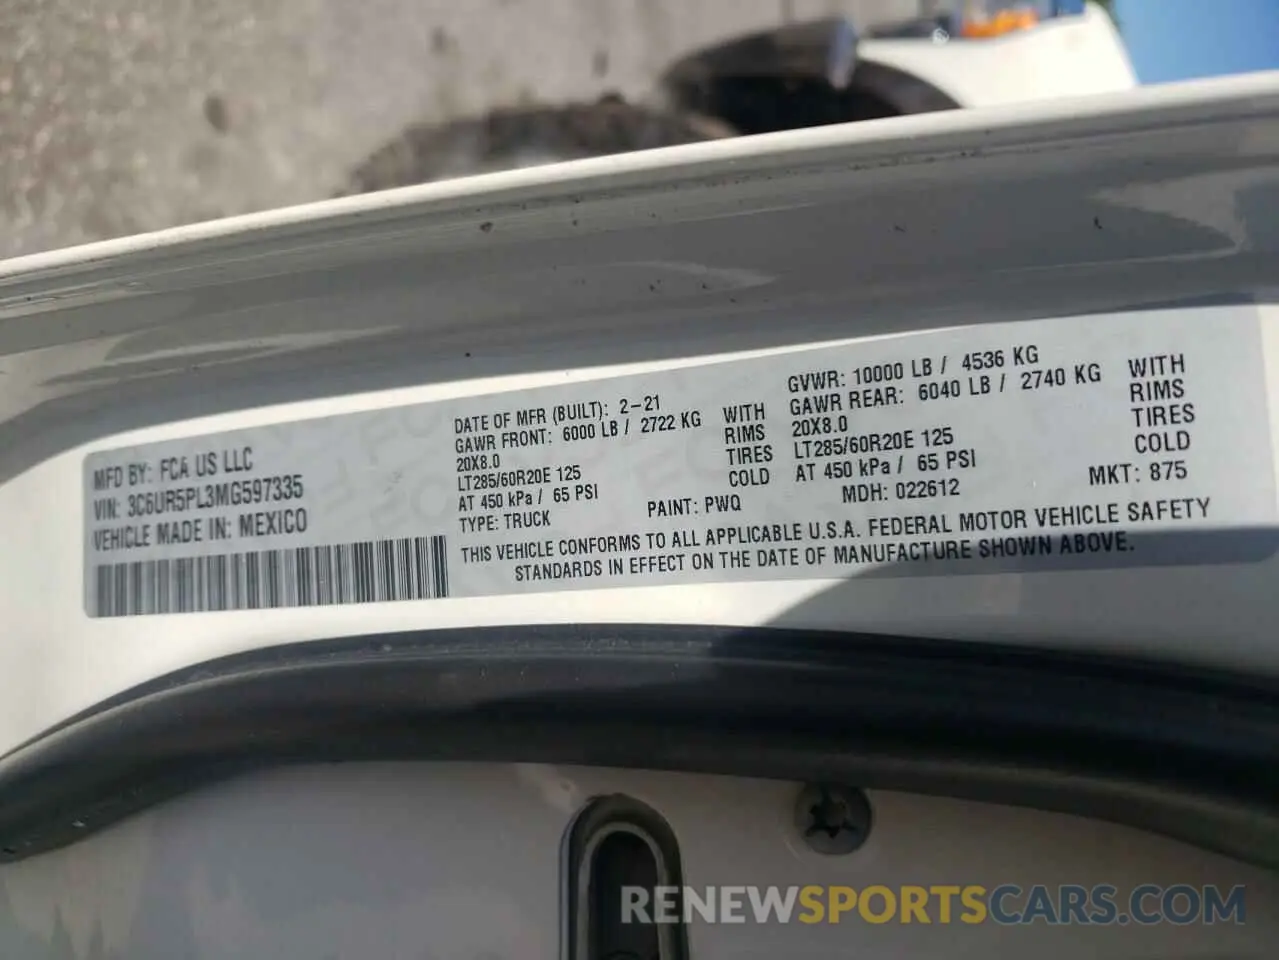 MFD BY: FCA US LLC
VIN: 3C6UR5PL3MG597335
VEHICLE MADE IN: MEXICO
DATE OF MFR (BUILT): 2-21
GAWR FRONT: 6000 LB / 2722 KG WITH
20X8.0 RIMS
LT285/60R20E 125 TIRES
AT 450 kPa / 65 PSI COLD
TYPE: TRUCK PAINT: PWQ
GVWR: 10000 LB / 4536 KG
GAWR REAR: 6040 LB / 2740 KG WITH
20X8.0 RIMS
LT285/60R20E 125 TIRES
AT 450 kPa / 65 PSI COLD
MDH: 022612 MKT: 875
THIS VEHICLE CONFORMS TO ALL APPLICABLE U.S.A. FEDERAL MOTOR VEHICLE SAFETY
STANDARDS IN EFFECT ON THE DATE OF MANUFACTURE SHOWN ABOVE.
RENEWSPORTSCARS.COM